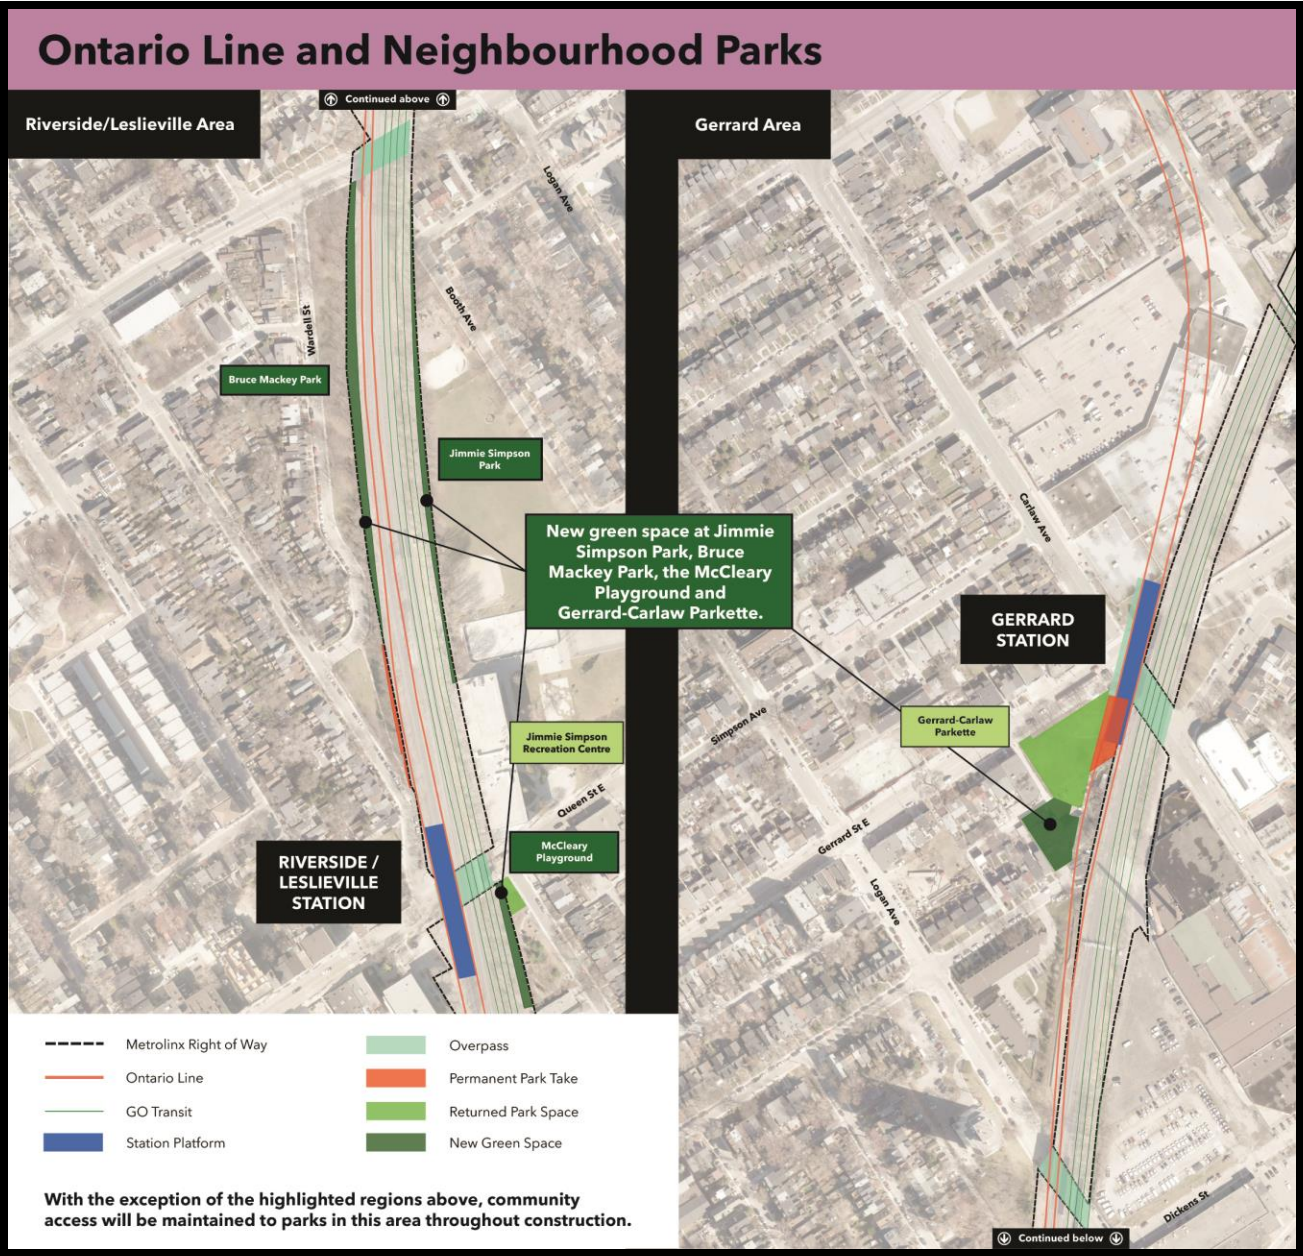 Ontario Line and Neighbourhood Parks
Continued above
Riverside/Leslieville Area
Gerrard Area
Logan Ave
Booth Ave
Wardell St
Bruce Mackey Park
Jimmie Simpson
Park
Carlaw Ave
New green space at Jimmie
Simpson Park, Bruce
Mackey Park, the McCleary
Playground and
Gerrard-Carlaw Parkette.
GERRARD
STATION
Simpson Ave
Gerrard-Carlaw
Parkette
Jimmie Simpson
Recreation Centre
Queen St E
Gerrard St E
McCleary
Playground
RIVERSIDE /
LESLIEVILLE
STATION
Logan Ave
Metrolinx Right of Way
Ontario Line
GO Transit
Station Platform
Overpass
Permanent Park Take
Returned Park Space
New Green Space
With the exception of the highlighted regions above, community
access will be maintained to parks in this area throughout construction.
Dickens St
Continued below